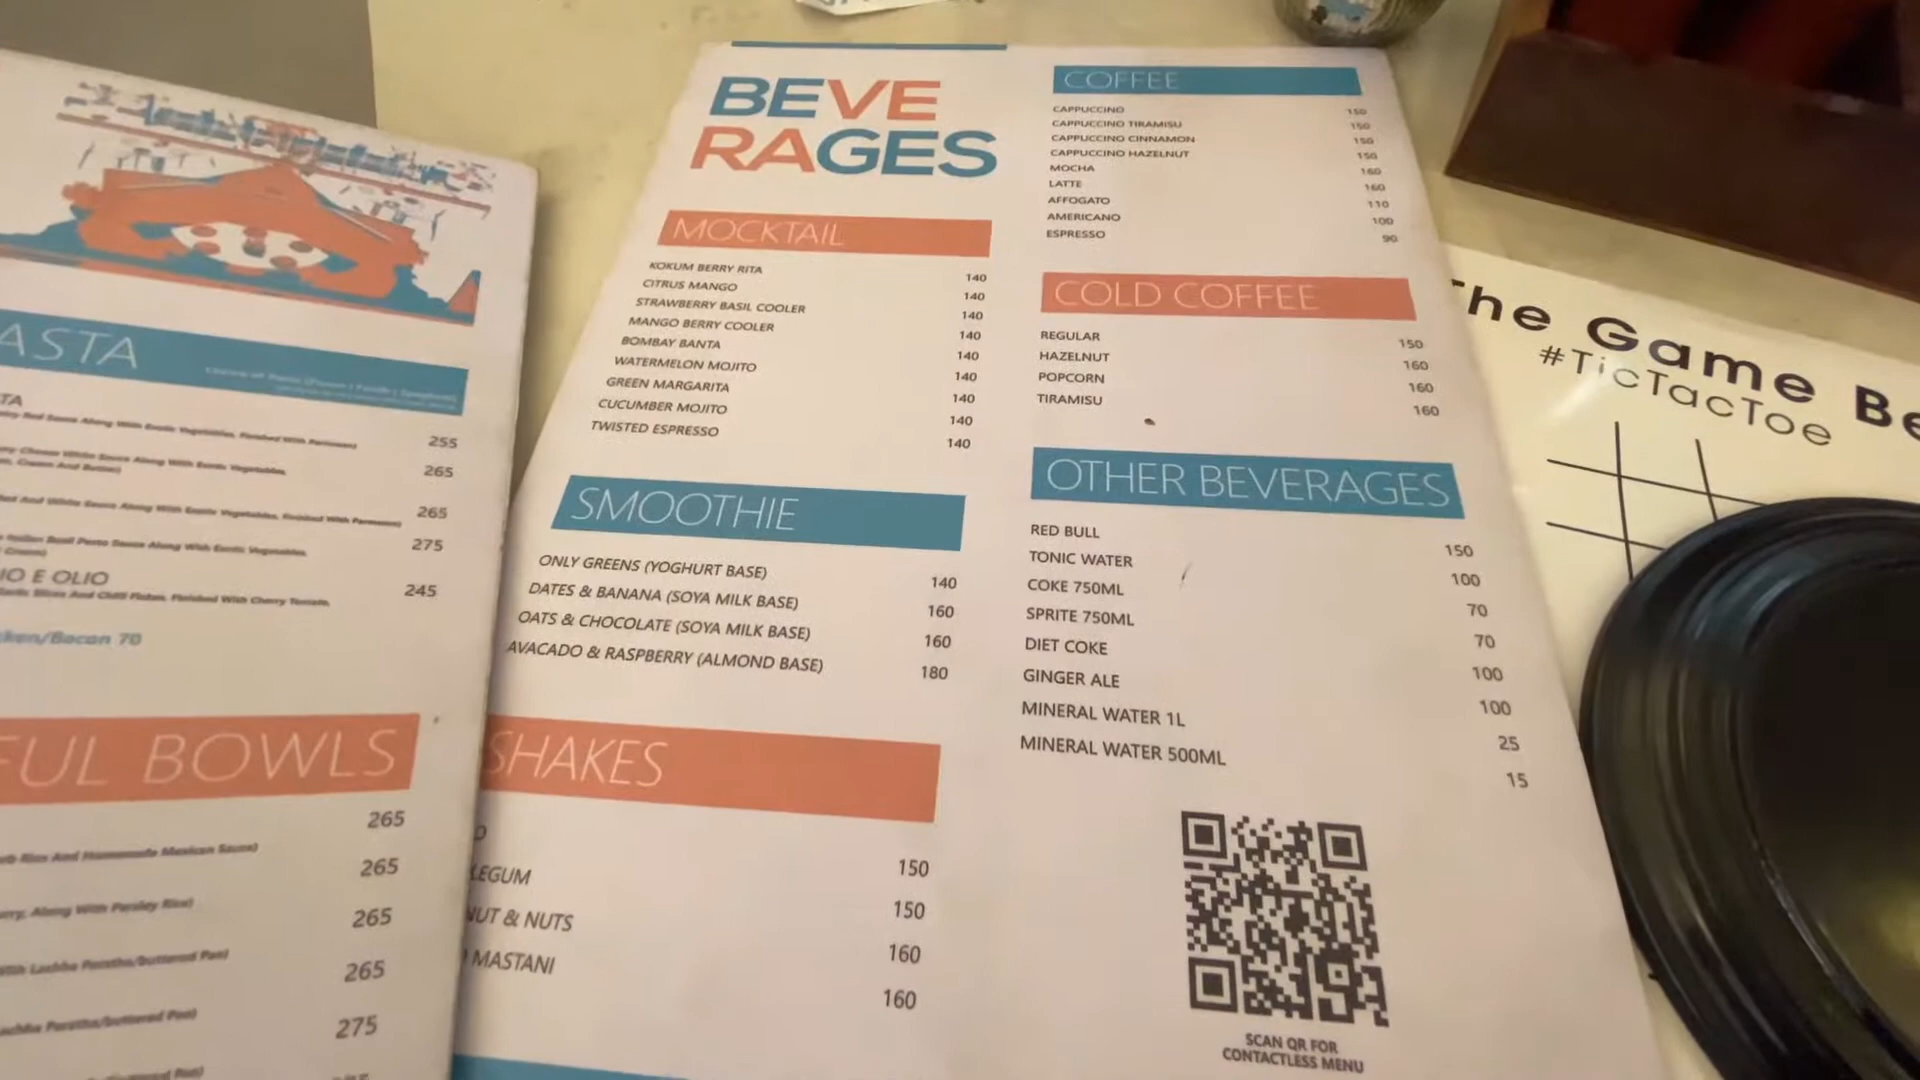 ASTA
TA
255
265
265
275
IO E OLIO
245
ken/Bacon 70
FUL BOWLS
265
265
265
265
275
BEVE
RAGES
MOCKTAIL
KOKUM BERRY RITA 140
CITRUS MANGO 140
STRAWBERRY BASIL COOLER 140
MANGO BERRY COOLER 140
BOMBAY BANTA 140
WATERMELON MOJITO 140
GREEN MARGARITA 140
CUCUMBER MOJITO 140
TWISTED ESPRESSO 140
SMOOTHIE
ONLY GREENS (YOGHURT BASE) 140
DATES & BANANA (SOYA MILK BASE) 160
OATS & CHOCOLATE (SOYA MILK BASE) 160
AVACADO & RASPBERRY (ALMOND BASE) 180
SHAKES
O 150
LEGUM 150
NUT & NUTS 160
MASTANI 160
COFFEE
CAPPUCCINO 150
CAPPUCCINO TIRAMISU 150
CAPPUCCINO CINNAMON 150
CAPPUCCINO HAZELNUT 150
MOCHA 160
LATTE 160
AFFOGATO 110
AMERICANO 100
ESPRESSO 90
COLD COFFEE
REGULAR 150
HAZELNUT 160
POPCORN 160
TIRAMISU 160
OTHER BEVERAGES
RED BULL 150
TONIC WATER 100
COKE 750ML 70
SPRITE 750ML 70
DIET COKE 100
GINGER ALE 100
MINERAL WATER 1L 25
MINERAL WATER 500ML 15
SCAN QR FOR
CONTACTLESS MENU
The Game Be
#TicTacToe